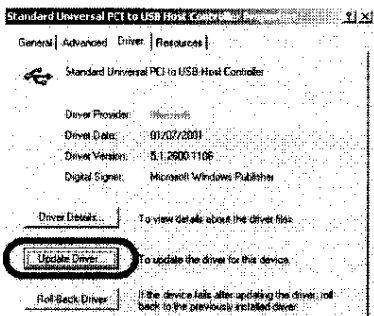 Standard Universal PCI to USB Host Controller Properties ? X
General Advanced Driver Resources
Standard Universal PCI to USB Host Controller
Driver Provider: Microsoft
Driver Date: 01/07/2001
Driver Version: 5.1.2600.1106
Digital Signer: Microsoft Windows Publisher
Driver Details... To view details about the driver files.
Update Driver... To update the driver for this device.
Roll Back Driver If the device fails after updating the driver, roll
back to the previously installed driver.